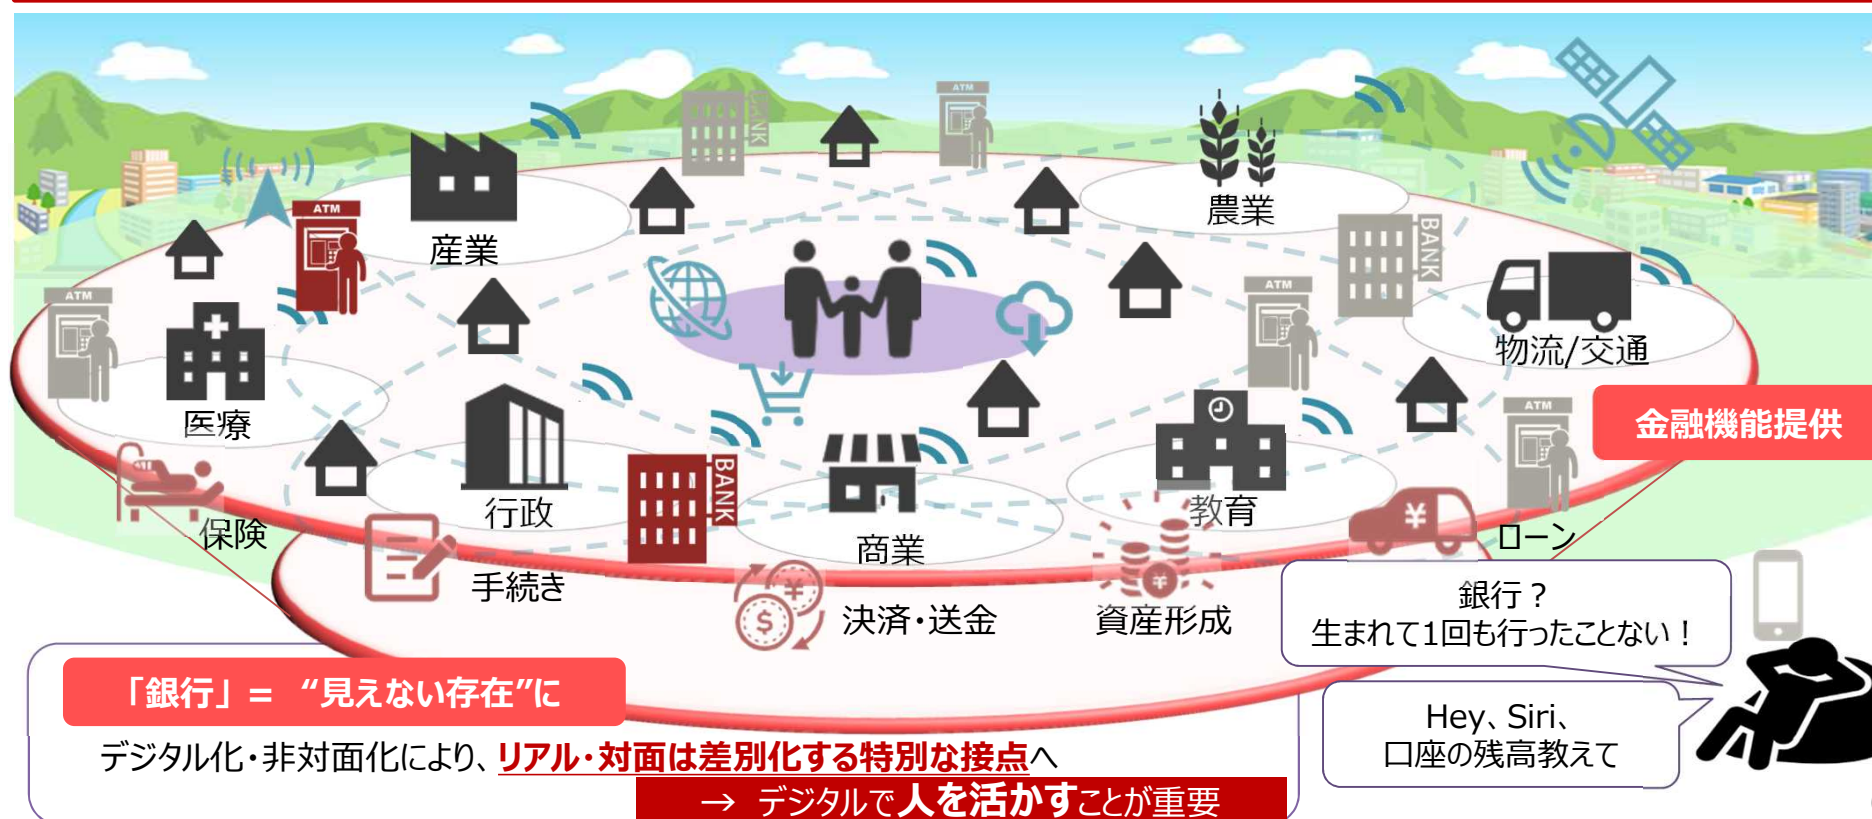 ATM
BANK
ATM
農業
産業
BANK
ATM
ATM
物流/交通
医療
ATM
金融機能提供
BANK
行政
教育
商業
保険
ローン
手続き
決済・送金
資産形成
銀行？
生まれて1回も行ったことない！
「銀行」= “見えない存在”に
Hey、Siri、
口座の残高教えて
デジタル化・非対面化により、リアル・対面は差別化する特別な接点へ
→ デジタルで人を活かすことが重要